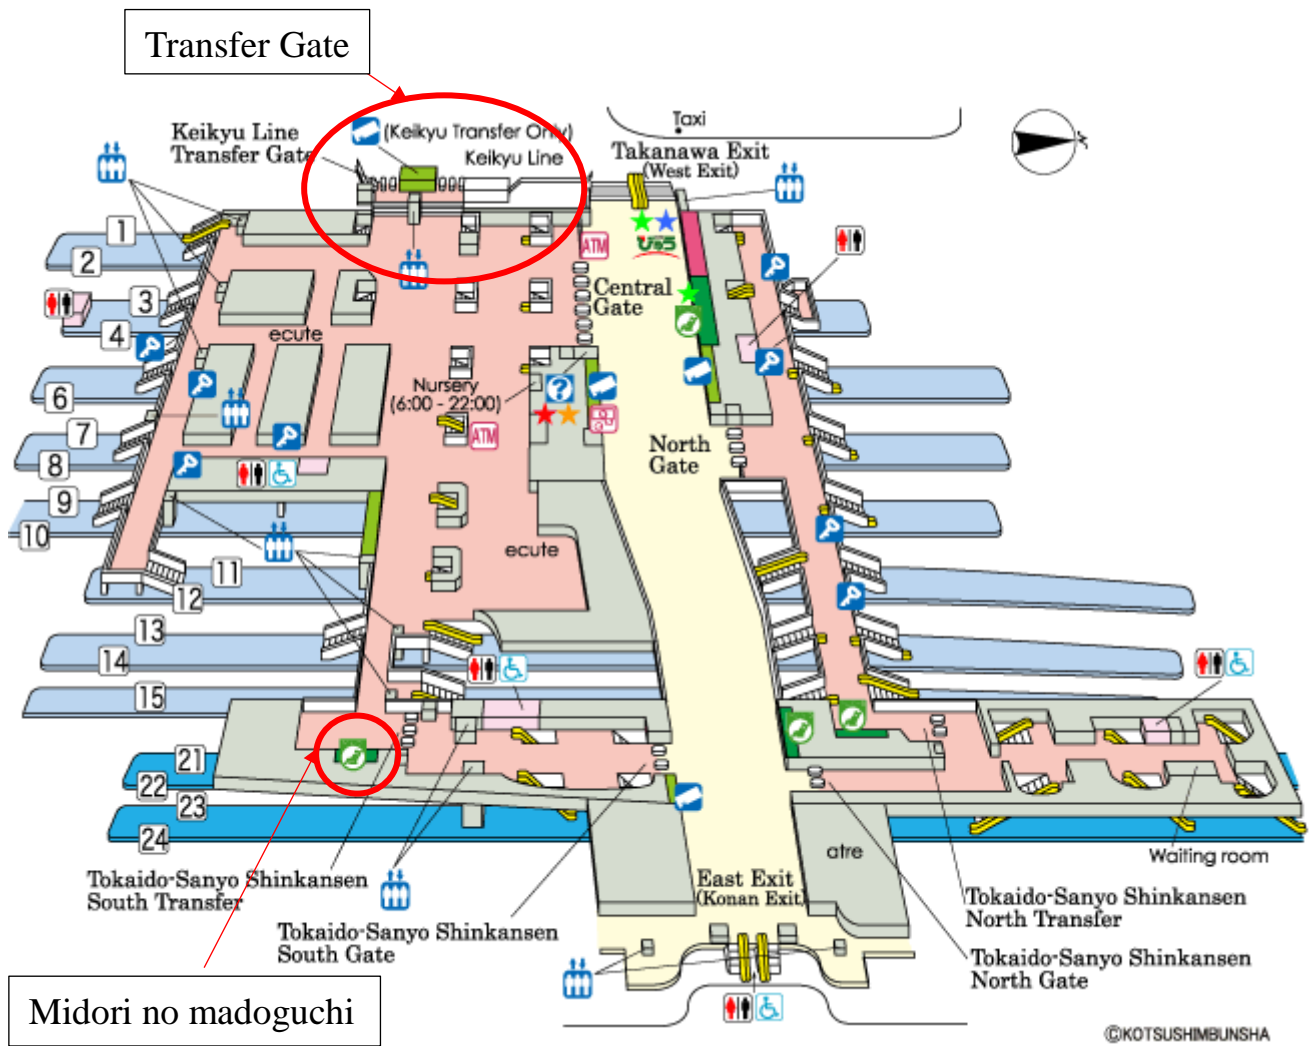 Transfer Gate
Taxi
Keikyu Line
Transfer Gate
(Keikyu Transfer Only)
Keikyu Line
Takanawa Exit
(West Exit)
1
2
3
4
6
7
8
9
10
11
12
13
14
15
21
22
23
24
びゅう
ATM
Central
Gate
ecute
Nursery
(6:00 - 22:00)
?
ATM
North
Gate
ecute
Tokaido-Sanyo Shinkansen
South Transfer
Tokaido-Sanyo Shinkansen
South Gate
East Exit
(Konan Exit)
atre
Waiting room
Tokaido-Sanyo Shinkansen
North Transfer
Tokaido-Sanyo Shinkansen
North Gate
Midori no madoguchi
©KOTSUSHIMBUNSHA